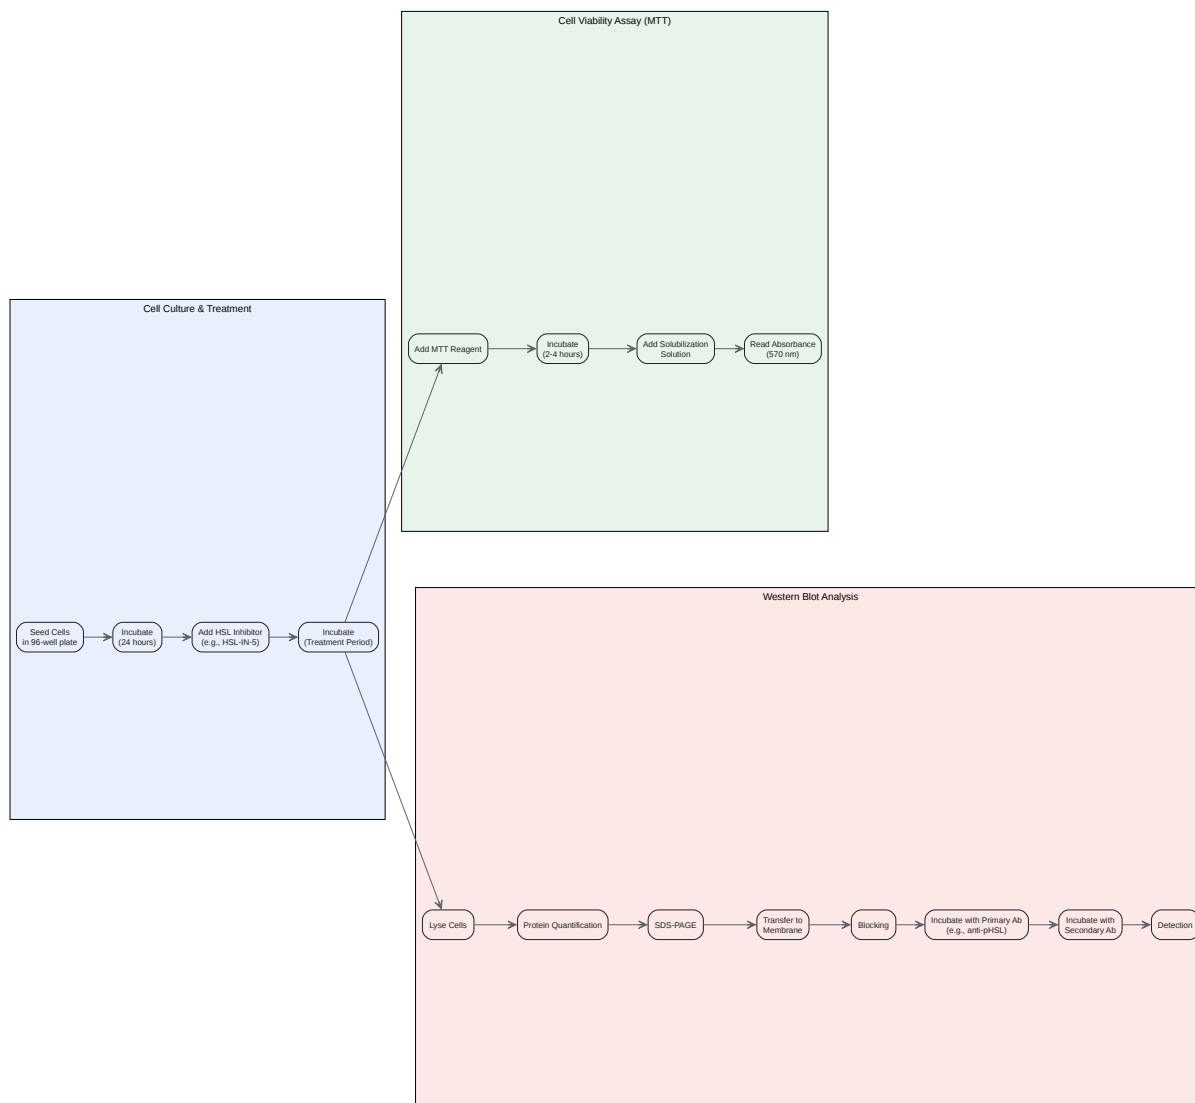 Cell Viability Assay (MTT)
Add MTT Reagent
Incubate
(2-4 hours)
Add Solubilization
Solution
Read Absorbance
(570 nm)
Cell Culture & Treatment
Seed Cells
in 96-well plate
Incubate
(24 hours)
Add HSL Inhibitor
(e.g., HSL-IN-5)
Incubate
(Treatment Period)
Western Blot Analysis
Lyse Cells
Protein Quantification
SDS-PAGE
Transfer to
Membrane
Blocking
Incubate with Primary Ab
(e.g., anti-pHSL)
Incubate with
Secondary Ab
Detection